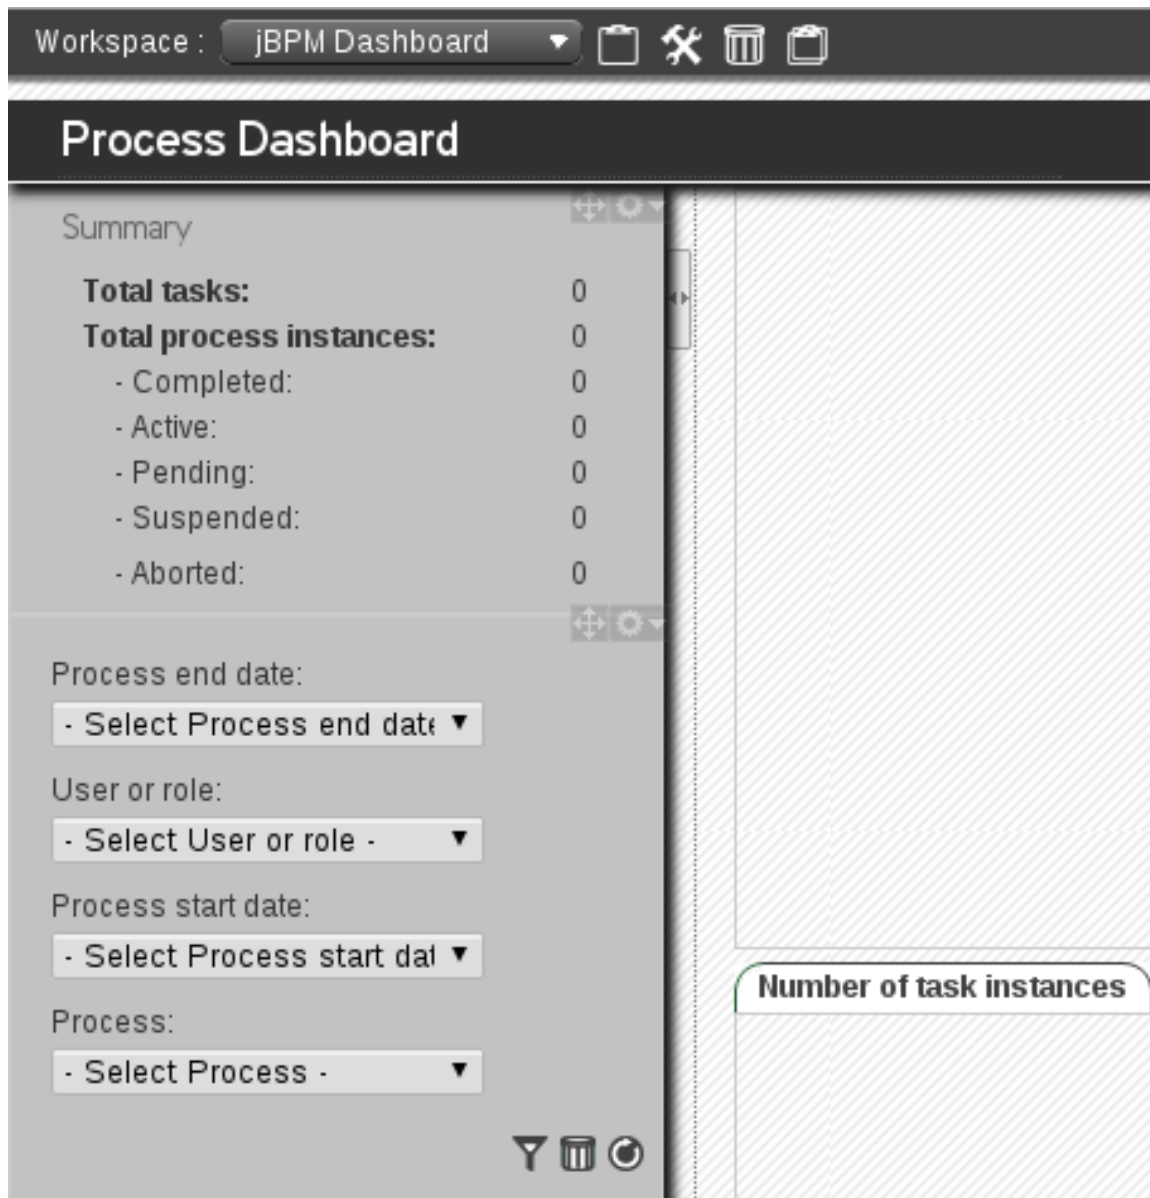 Workspace : jBPM Dashboard
Process Dashboard
Summary
Total tasks: 0
Total process instances: 0
- Completed: 0
- Active: 0
- Pending: 0
- Suspended: 0
- Aborted: 0
Process end date:
- Select Process end date
User or role:
- Select User or role -
Process start date:
- Select Process start dat
Process:
- Select Process -
Number of task instances